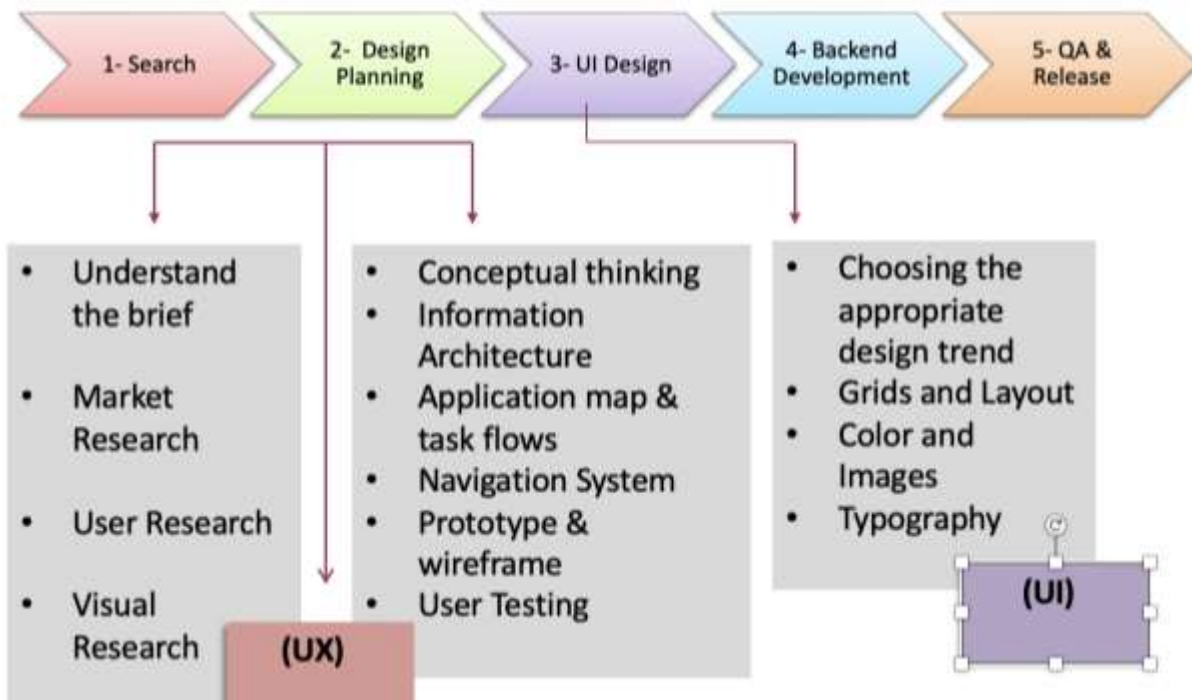 1- Search
2- Design
Planning
3- UI Design
4- Backend
Development
5- QA &
Release
• Understand
the brief
• Market
Research
• User Research
• Visual
Research
• Conceptual thinking
• Information
Architecture
• Application map &
task flows
• Navigation System
• Prototype &
wireframe
• User Testing
• Choosing the
appropriate
design trend
• Grids and Layout
• Color and
Images
• Typography
(UX)
(UI)